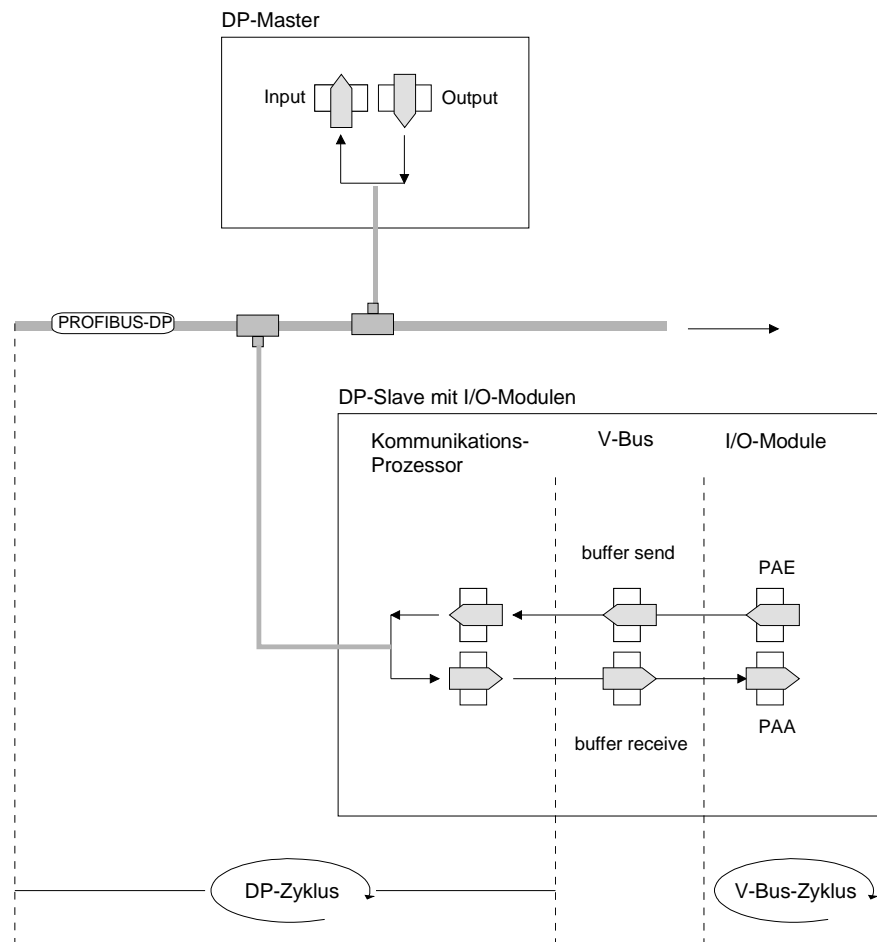 DP-Master
Input
Output
PROFIBUS-DP
DP-Slave mit I/O-Modulen
Kommunikations-
Prozessor
V-Bus
I/O-Module
buffer send
PAE
buffer receive
PAA
DP-Zyklus
V-Bus-Zyklus